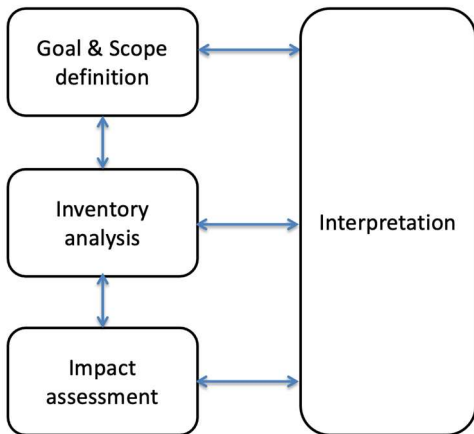 Goal & Scope
definition
Inventory
analysis
Interpretation
Impact
assessment